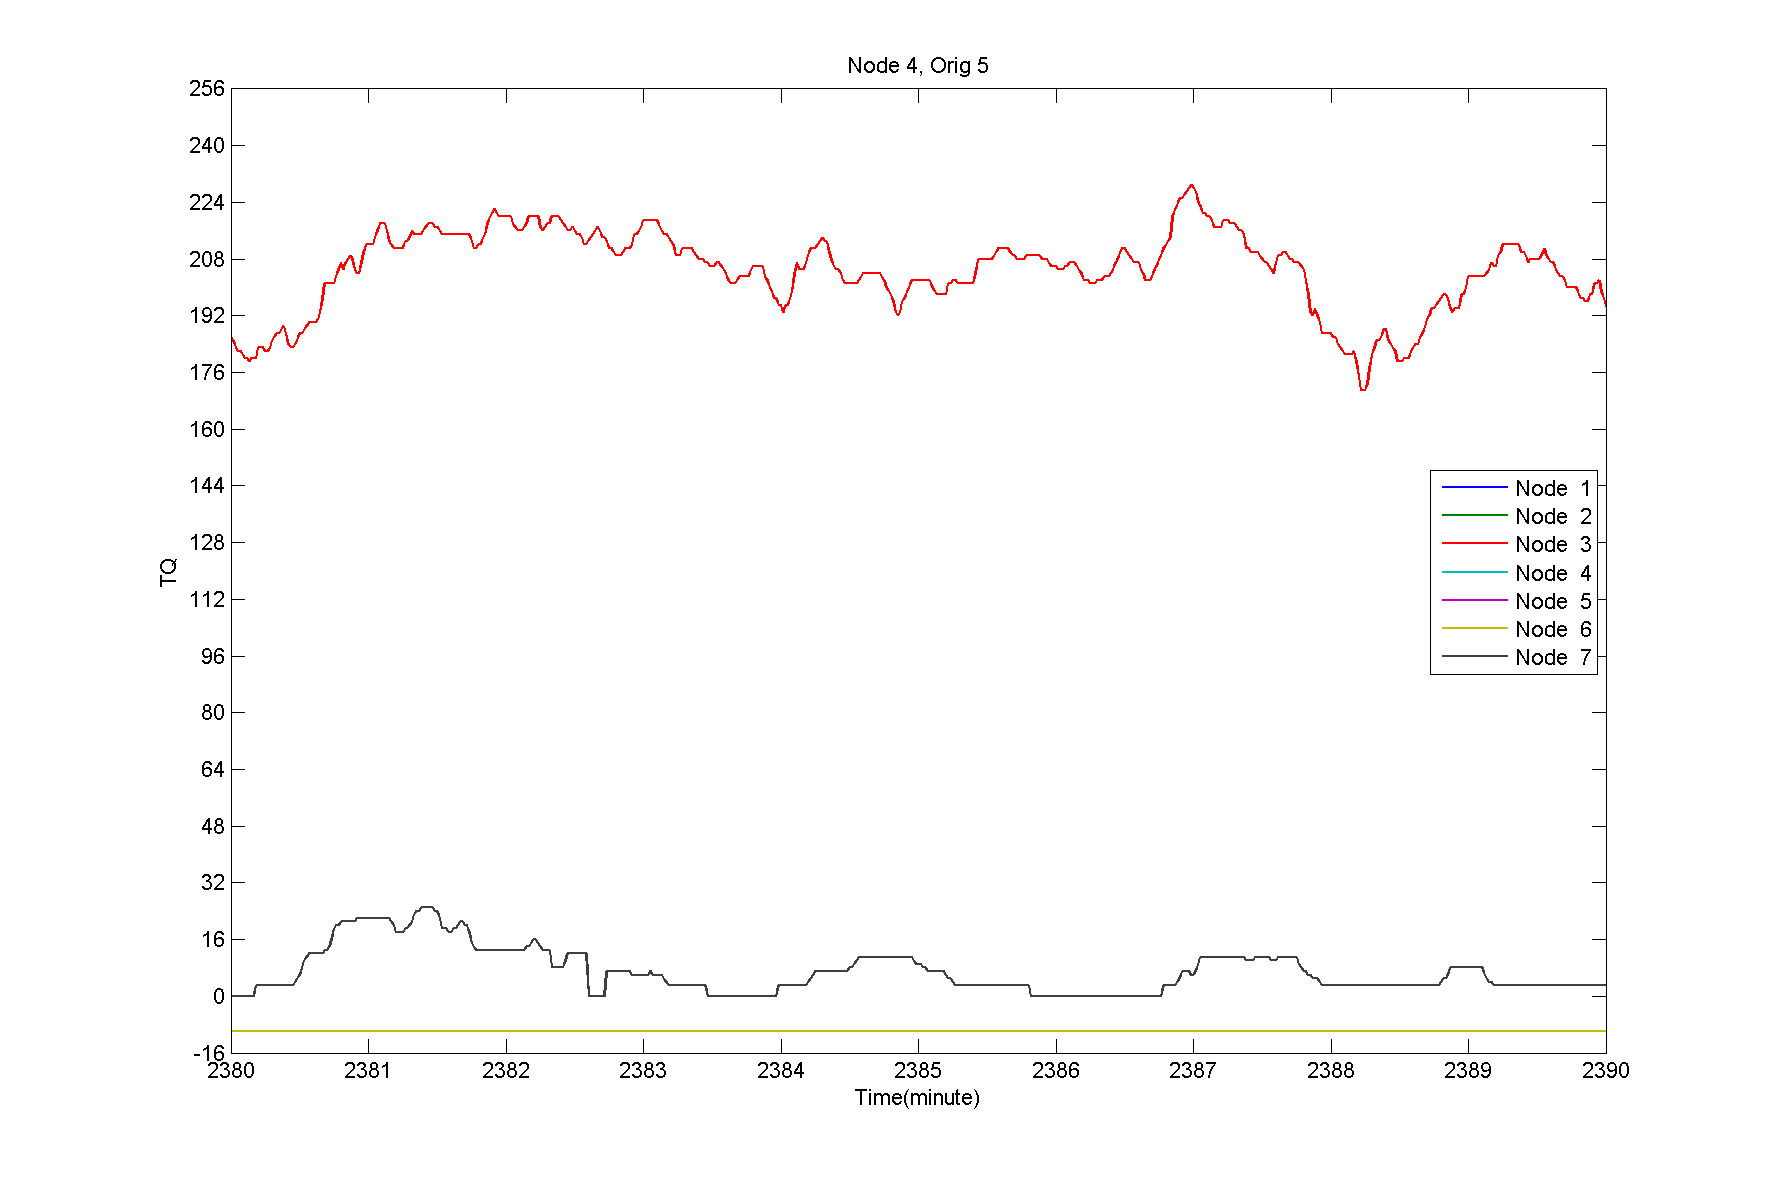 Node 4, Orig 5
256
240
224
208
192
176
160
144
128
112
96
80
64
48
32
16
0
-16
TQ
Node 1
Node 2
Node 3
Node 4
Node 5
Node 6
Node 7
2380 2381 2382 2383 2384 2385 2386 2387 2388 2389 2390
Time(minute)